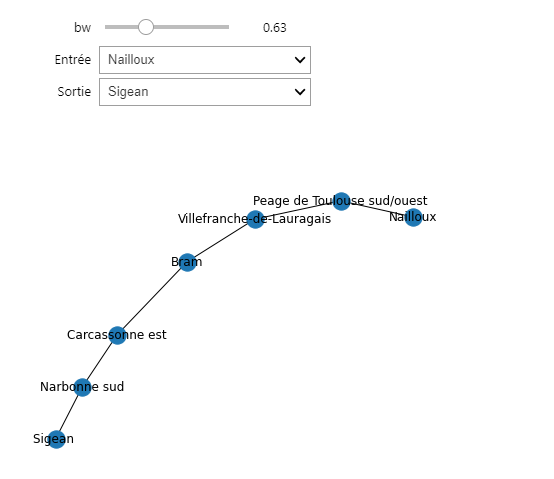 bw 0.63
Entrée Nailloux
Sortie Sigean
Peage de Toulouse sud/ouest
Nailloux
Villefranche-de-Lauragais
Bram
Carcassonne est
Narbonne sud
Sigean